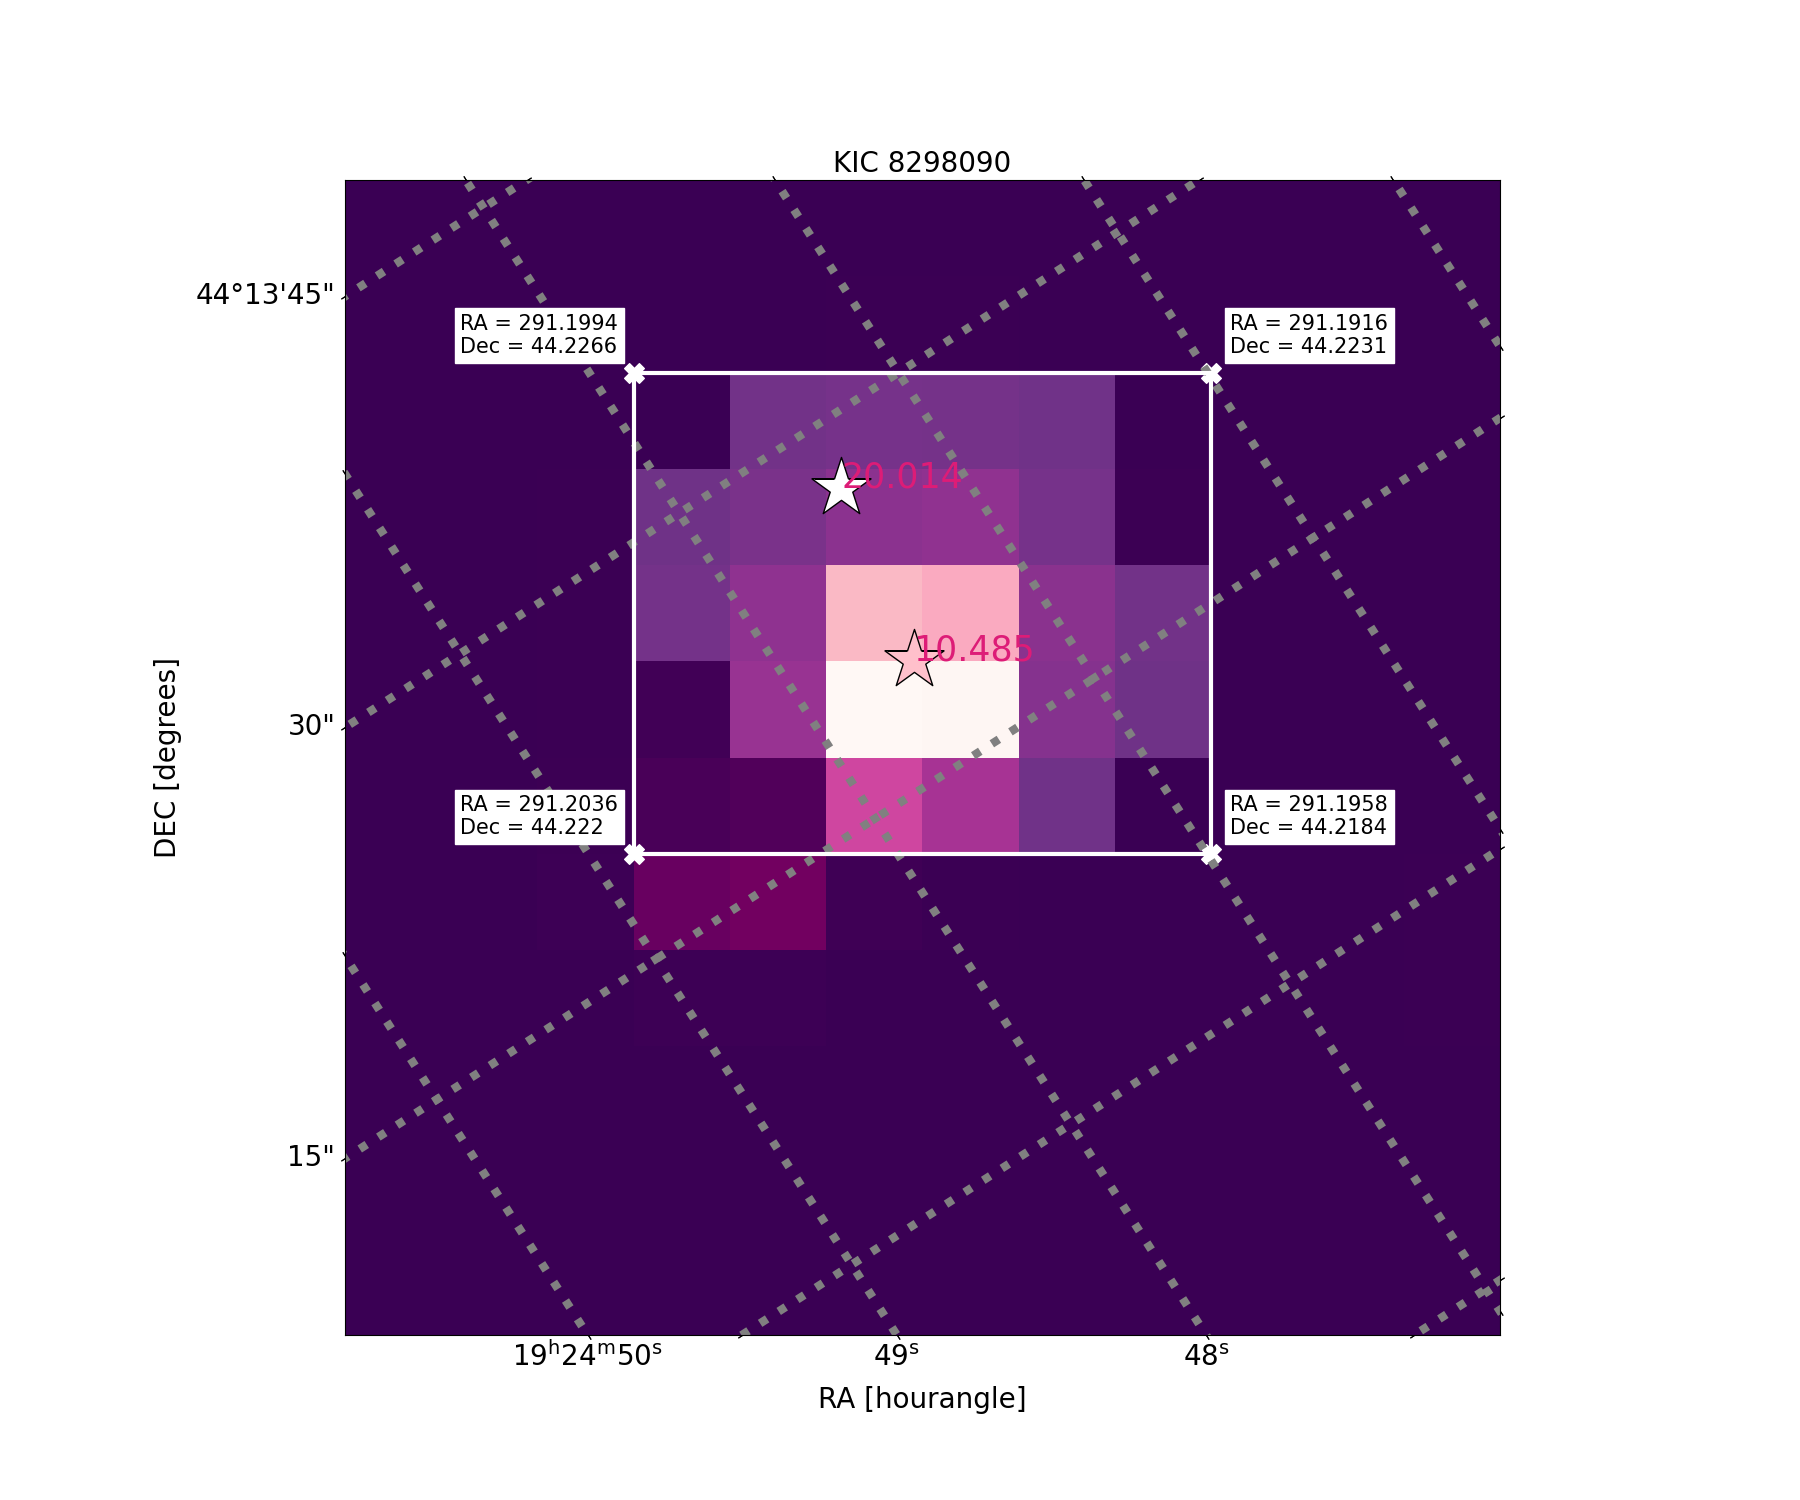 KIC 8298090
44°13'45"
RA = 291.1994
Dec = 44.2266
RA = 291.1916
Dec = 44.2231
20.014
10.485
DEC [degrees]
30"
RA = 291.2036
Dec = 44.222
RA = 291.1958
Dec = 44.2184
15"
19ʰ24ᵐ50ˢ
49ˢ
48ˢ
RA [hourangle]